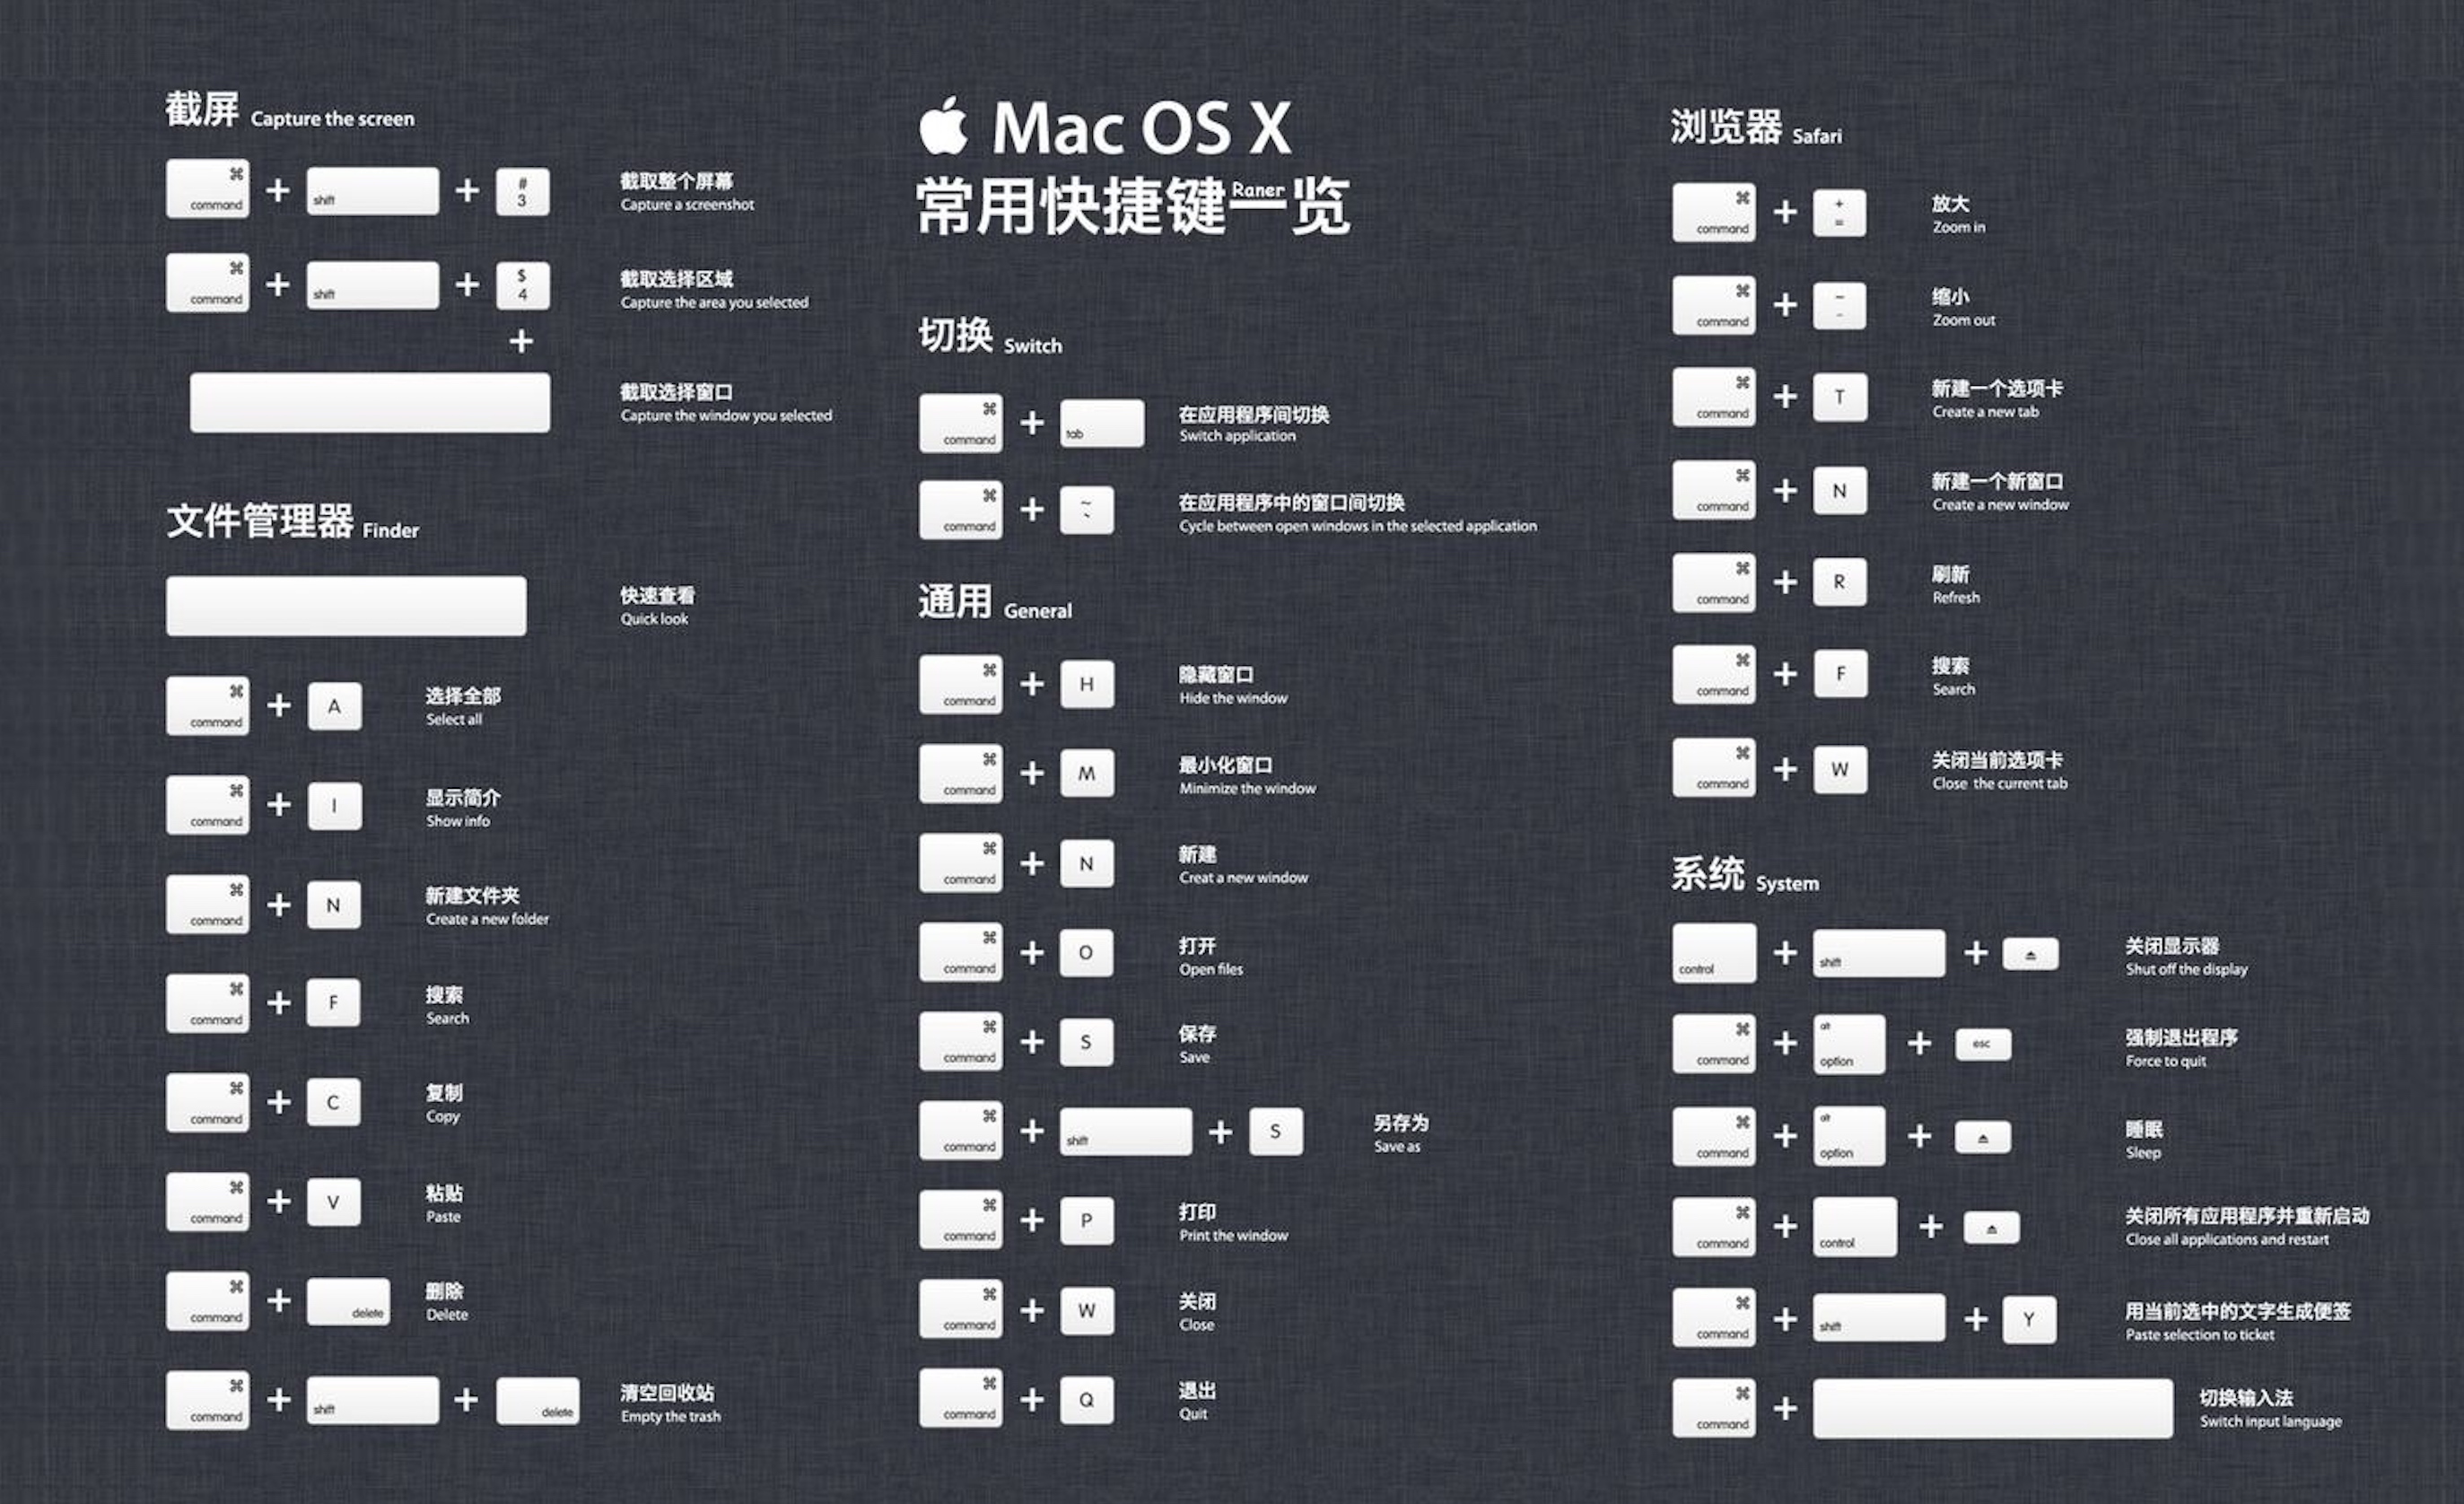 截屏 Capture the screen
⌘ command + shift + # 3 截取整个屏幕
Capture a screenshot
⌘ command + shift + $ 4 截取选择区域
Capture the area you selected
+
截取选择窗口
Capture the window you selected
文件管理器 Finder
快速查看
Quick look
⌘ command + A 选择全部
Select all
⌘ command + I 显示简介
Show info
⌘ command + N 新建文件夹
Create a new folder
⌘ command + F 搜索
Search
⌘ command + C 复制
Copy
⌘ command + V 粘贴
Paste
⌘ command + delete 删除
Delete
⌘ command + shift + delete 清空回收站
Empty the trash
Mac OS X
常用快捷键一览
Raner
切换 Switch
⌘ command + tab 在应用程序间切换
Switch application
⌘ command + ~ ` 在应用程序中的窗口间切换
Cycle between open windows in the selected application
通用 General
⌘ command + H 隐藏窗口
Hide the window
⌘ command + M 最小化窗口
Minimize the window
⌘ command + N 新建
Creat a new window
⌘ command + O 打开
Open files
⌘ command + S 保存
Save
⌘ command + shift + S 另存为
Save as
⌘ command + P 打印
Print the window
⌘ command + W 关闭
Close
⌘ command + Q 退出
Quit
浏览器 Safari
⌘ command + + = 放大
Zoom in
⌘ command + – - 缩小
Zoom out
⌘ command + T 新建一个选项卡
Create a new tab
⌘ command + N 新建一个新窗口
Create a new window
⌘ command + R 刷新
Refresh
⌘ command + F 搜索
Search
⌘ command + W 关闭当前选项卡
Close the current tab
系统 System
control + shift + ⏏ 关闭显示器
Shut off the display
⌘ command + alt option + esc 强制退出程序
Force to quit
⌘ command + alt option + ⏏ 睡眠
Sleep
⌘ command + control + ⏏ 关闭所有应用程序并重新启动
Close all applications and restart
⌘ command + shift + Y 用当前选中的文字生成便签
Paste selection to ticket
⌘ command + 切换输入法
Switch input language